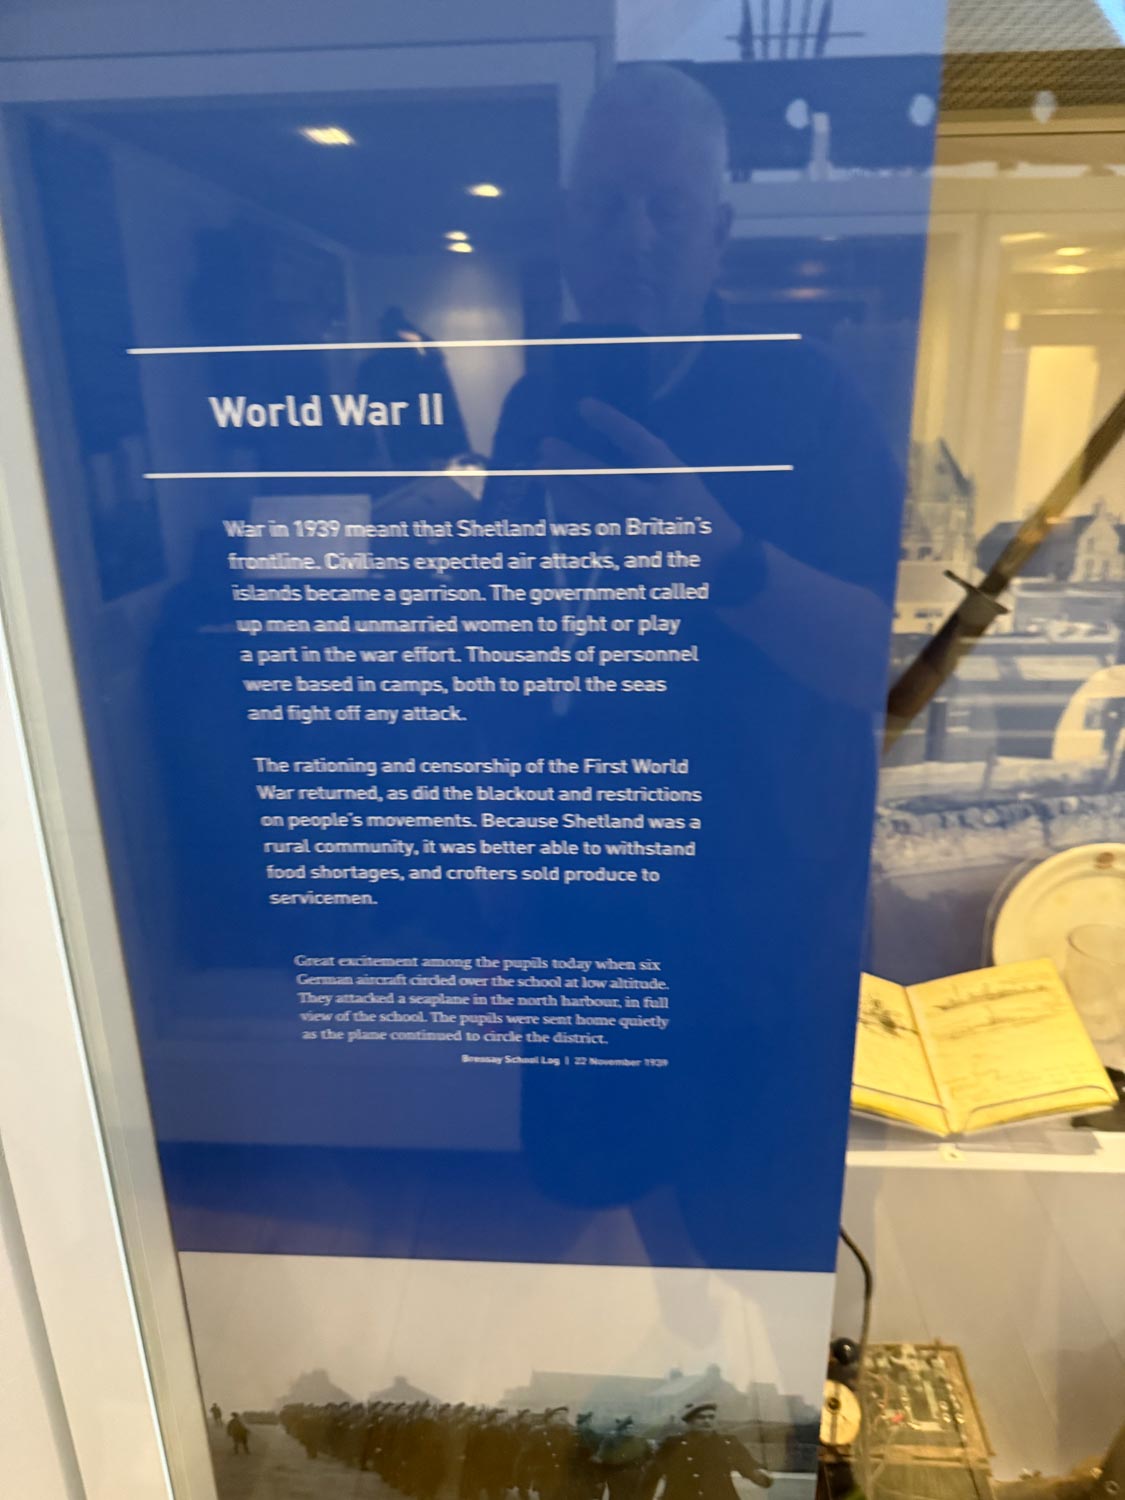 World War II
War in 1939 meant that Shetland was on Britain's
frontline. Civilians expected air attacks, and the
islands became a garrison. The government called
up men and unmarried women to fight or play
a part in the war effort. Thousands of personnel
were based in camps, both to patrol the seas
and fight off any attack.
The rationing and censorship of the First World
War returned, as did the blackout and restrictions
on people's movements. Because Shetland was a
rural community, it was better able to withstand
food shortages, and crofters sold produce to
servicemen.
Great excitement among the pupils today when six
German aircraft circled over the school at low altitude.
They attacked a seaplane in the north harbour, in full
view of the school. The pupils were sent home quietly
as the plane continued to circle the district.
Bressay School Log | 22 November 1939